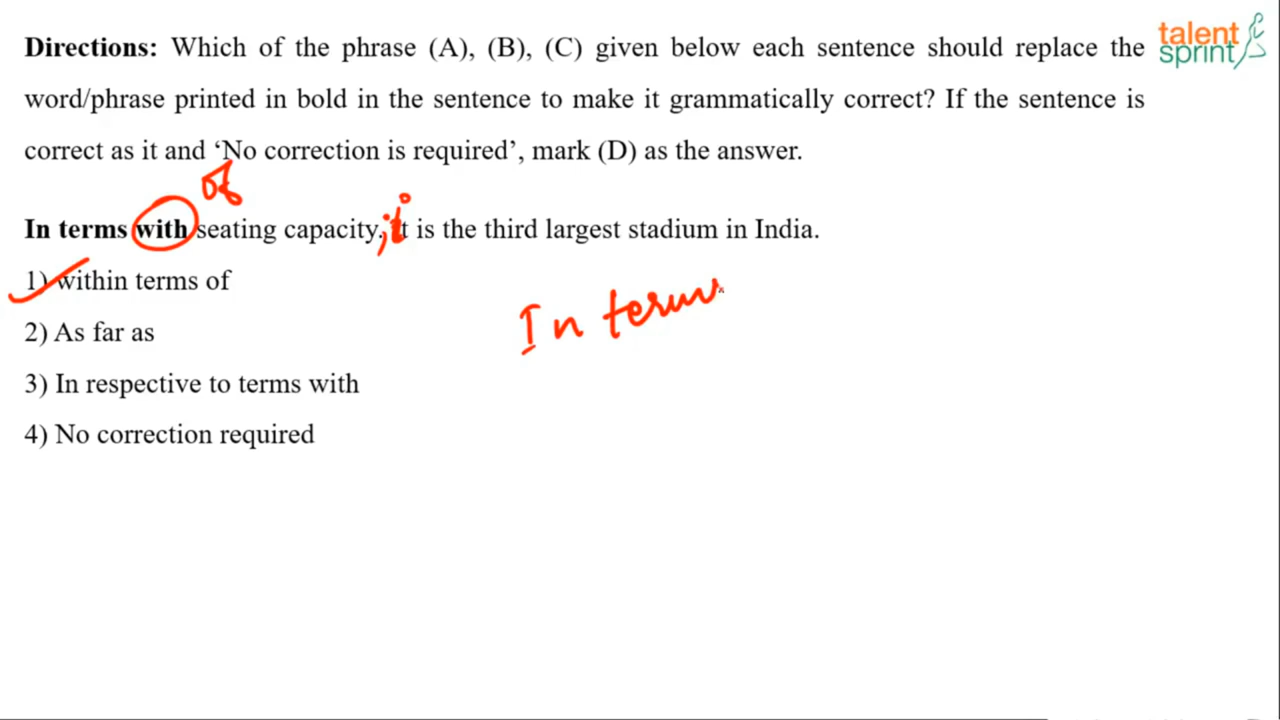 talent
sprint
Directions: Which of the phrase (A), (B), (C) given below each sentence should replace the
word/phrase printed in bold in the sentence to make it grammatically correct? If the sentence is
correct as it and ‘No correction is required’, mark (D) as the answer.
of
In terms with seating capacity, it is the third largest stadium in India.
1) within terms of
In terms
2) As far as
3) In respective to terms with
4) No correction required